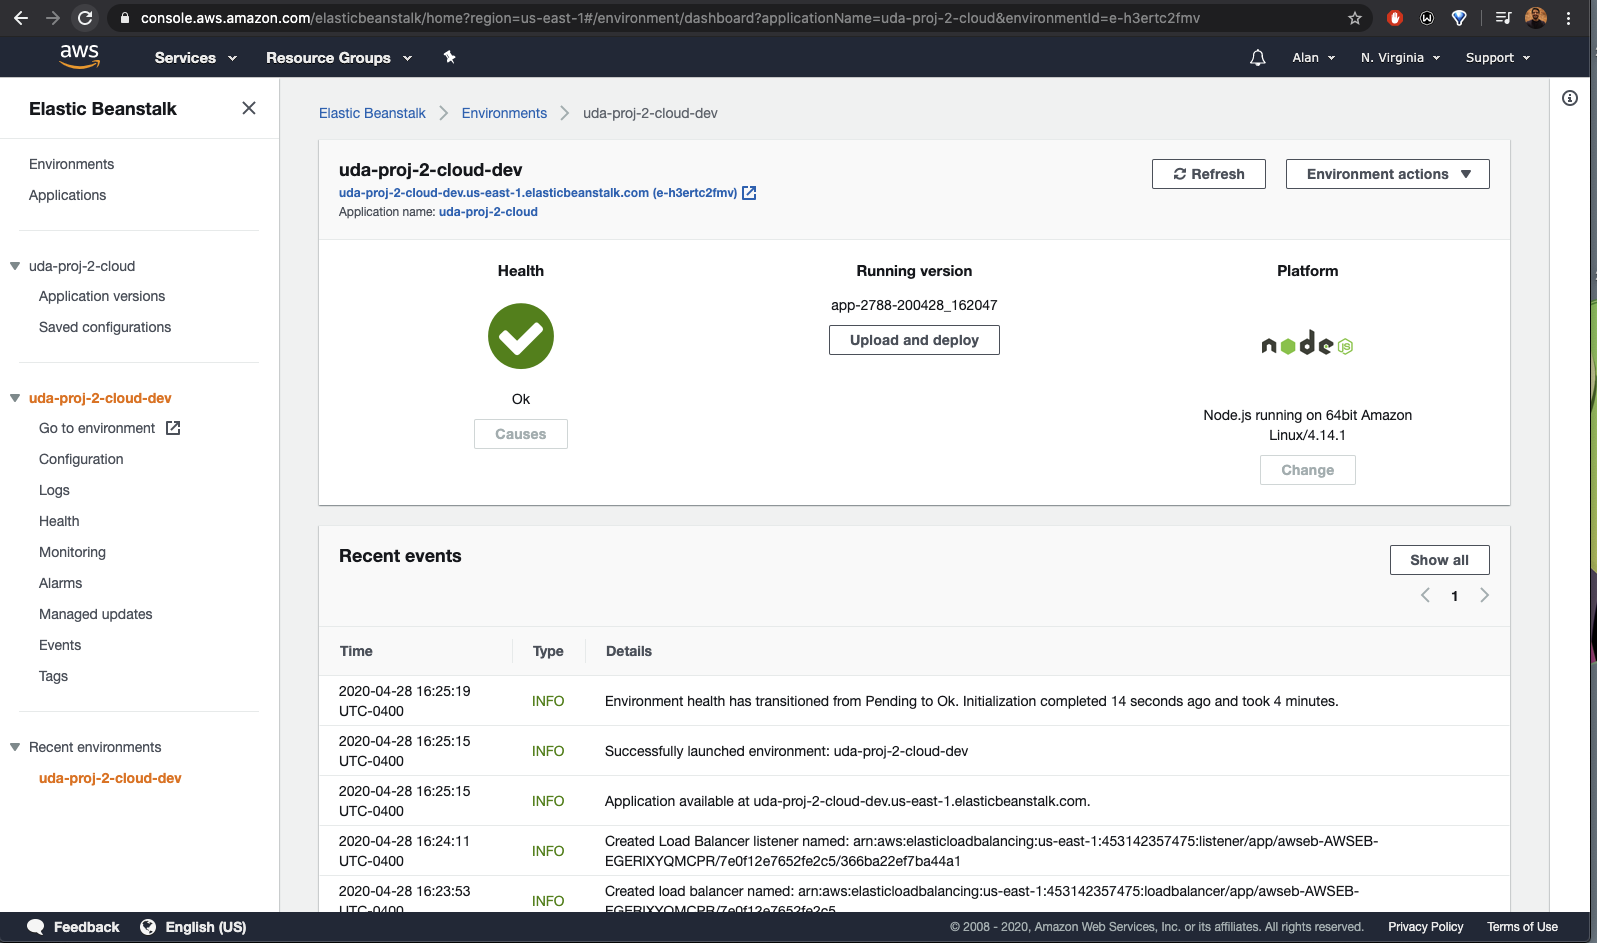 console.aws.amazon.com/elasticbeanstalk/home?region=us-east-1#/environment/dashboard?applicationName=uda-proj-2-cloud&environmentId=e-h3ertc2fmv
aws
Services
Resource Groups
Alan
N. Virginia
Support
Elastic Beanstalk
Environments
Applications
uda-proj-2-cloud
Application versions
Saved configurations
uda-proj-2-cloud-dev
Go to environment
Configuration
Logs
Health
Monitoring
Alarms
Managed updates
Events
Tags
Recent environments
uda-proj-2-cloud-dev
Elastic Beanstalk
Environments
uda-proj-2-cloud-dev
uda-proj-2-cloud-dev
uda-proj-2-cloud-dev.us-east-1.elasticbeanstalk.com (e-h3ertc2fmv)
Application name: uda-proj-2-cloud
Refresh
Environment actions
Health
Ok
Causes
Running version
app-2788-200428_162047
Upload and deploy
Platform
node JS
Node.js running on 64bit Amazon
Linux/4.14.1
Change
Recent events
Show all
1
Time
Type
Details
2020-04-28 16:25:19
UTC-0400
INFO
Environment health has transitioned from Pending to Ok. Initialization completed 14 seconds ago and took 4 minutes.
2020-04-28 16:25:15
UTC-0400
INFO
Successfully launched environment: uda-proj-2-cloud-dev
2020-04-28 16:25:15
UTC-0400
INFO
Application available at uda-proj-2-cloud-dev.us-east-1.elasticbeanstalk.com.
2020-04-28 16:24:11
UTC-0400
INFO
Created Load Balancer listener named: arn:aws:elasticloadbalancing:us-east-1:453142357475:listener/app/awseb-AWSEB-
EGERIXYQMCPR/7e0f12e7652fe2c5/366ba22ef7ba44a1
2020-04-28 16:23:53
UTC-0400
INFO
Created load balancer named: arn:aws:elasticloadbalancing:us-east-1:453142357475:loadbalancer/app/awseb-AWSEB-
EGERIXYQMCPR/7e0f12e7652fe2c5
Feedback
English (US)
© 2008 - 2020, Amazon Web Services, Inc. or its affiliates. All rights reserved.
Privacy Policy
Terms of Use